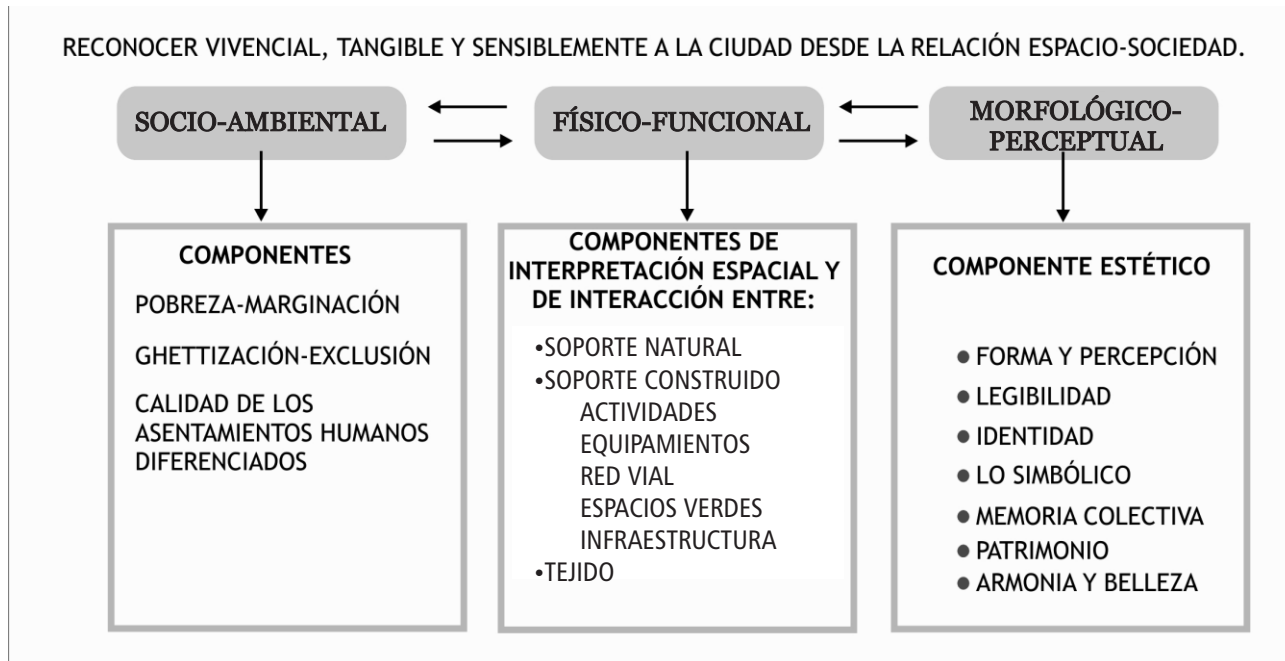 RECONOCER VIVENCIAL, TANGIBLE Y SENSIBLEMENTE A LA CIUDAD DESDE LA RELACIÓN ESPACIO-SOCIEDAD.
SOCIO-AMBIENTAL
FÍSICO-FUNCIONAL
MORFOLÓGICO-
PERCEPTUAL
COMPONENTES
POBREZA-MARGINACIÓN
GHETTIZACIÓN-EXCLUSIÓN
CALIDAD DE LOS
ASENTAMIENTOS HUMANOS
DIFERENCIADOS
COMPONENTES DE
INTERPRETACIÓN ESPACIAL Y
DE INTERACCIÓN ENTRE:
•SOPORTE NATURAL
•SOPORTE CONSTRUIDO
ACTIVIDADES
EQUIPAMIENTOS
RED VIAL
ESPACIOS VERDES
INFRAESTRUCTURA
•TEJIDO
COMPONENTE ESTÉTICO
• FORMA Y PERCEPCIÓN
• LEGIBILIDAD
• IDENTIDAD
• LO SIMBÓLICO
• MEMORIA COLECTIVA
• PATRIMONIO
• ARMONIA Y BELLEZA